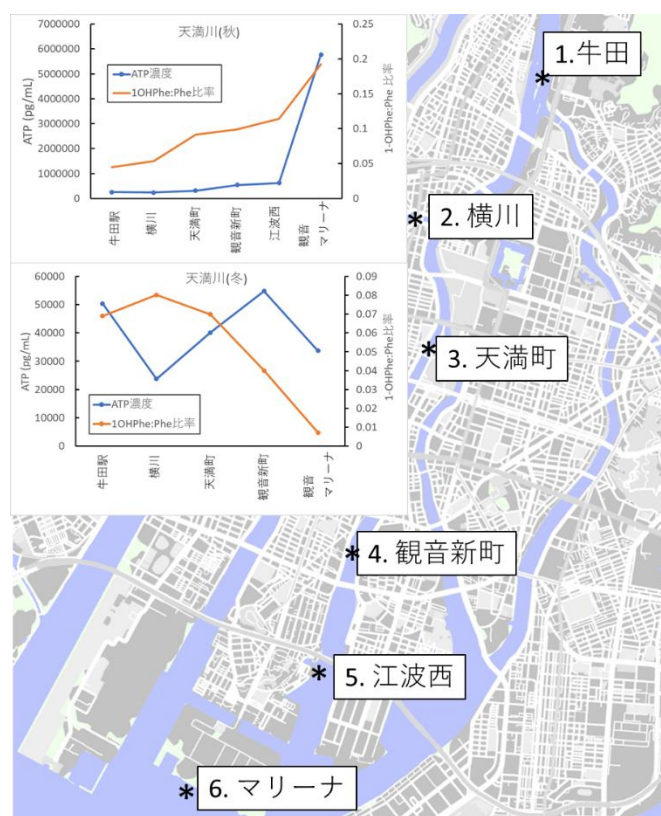 天満川(秋)
ATP濃度
1OHPhe:Phe比率
ATP (pg/mL)
7000000
6000000
5000000
4000000
3000000
2000000
1000000
0
0.25
0.2
0.15
0.1
0.05
0
1-OHPhe:Phe 比率
牛田駅
横川
天満町
観音新町
江波西
観音
マリーナ
天満川(冬)
ATP濃度
1OHPhe:Phe比率
ATP (pg/mL)
60000
50000
40000
30000
20000
10000
0
0.09
0.08
0.07
0.06
0.05
0.04
0.03
0.02
0.01
0
1-OHPhe:Phe比率
牛田駅
横川
天満町
観音新町
観音
マリーナ
*
1.牛田
*
2. 横川
*
3. 天満町
*
4. 観音新町
*
5. 江波西
*
6. マリーナ